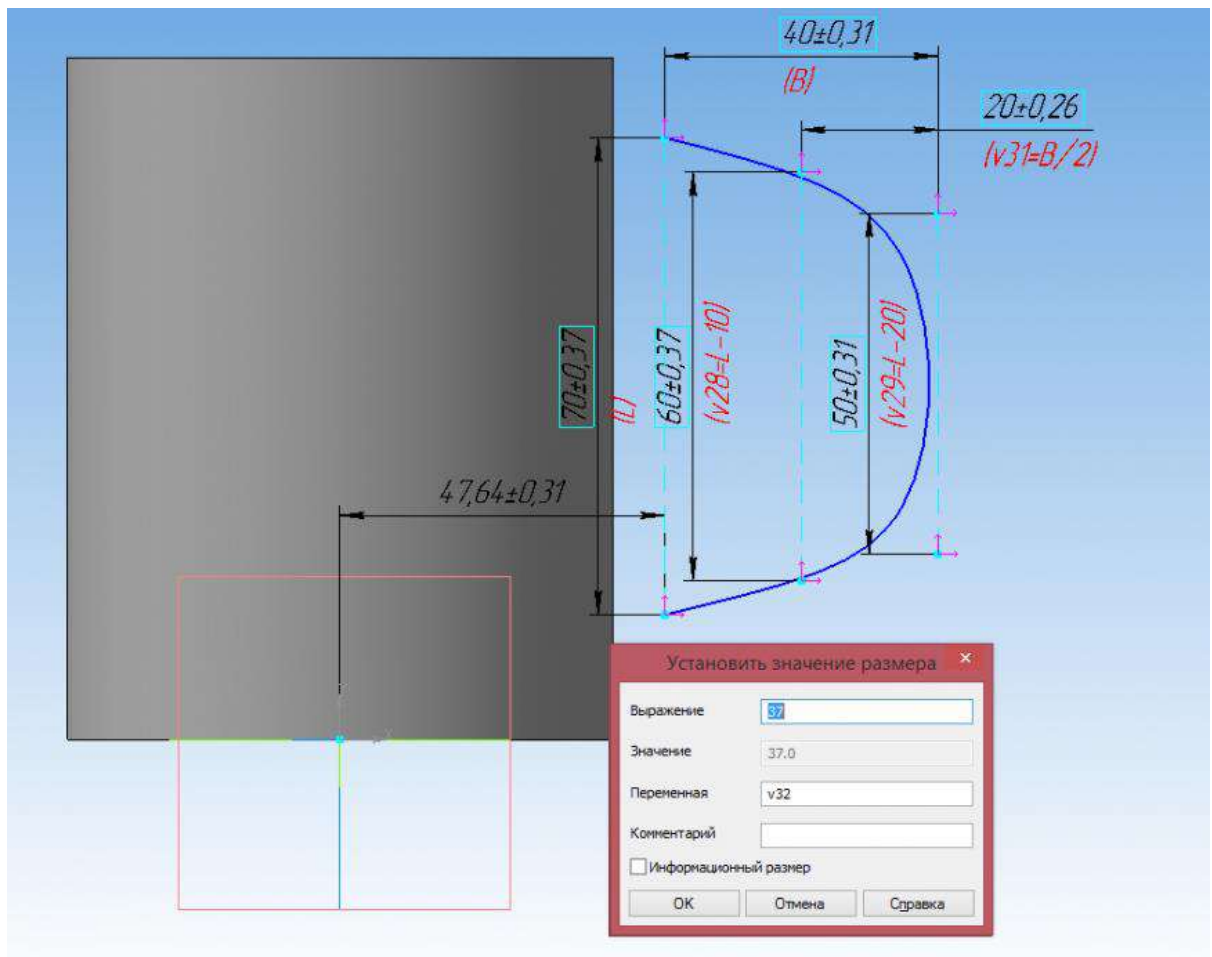 40±0,31
(B)
20±0,26
(v31=B/2)
70±0,37
(L)
60±0,37
(v28=L-10)
50±0,31
(v29=L-20)
47,64±0,31
Установить значение размера ×
Выражение 37
Значение 37.0
Переменная v32
Комментарий
Информационный размер
OK Отмена Справка